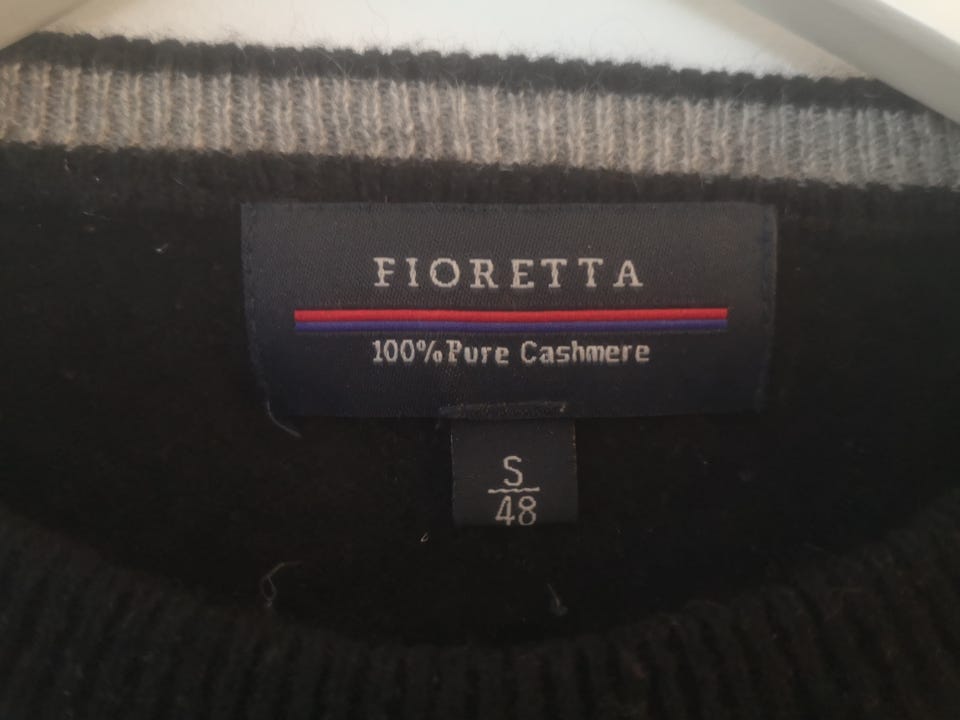 FIORETTA
100% Pure Cashmere
S
48